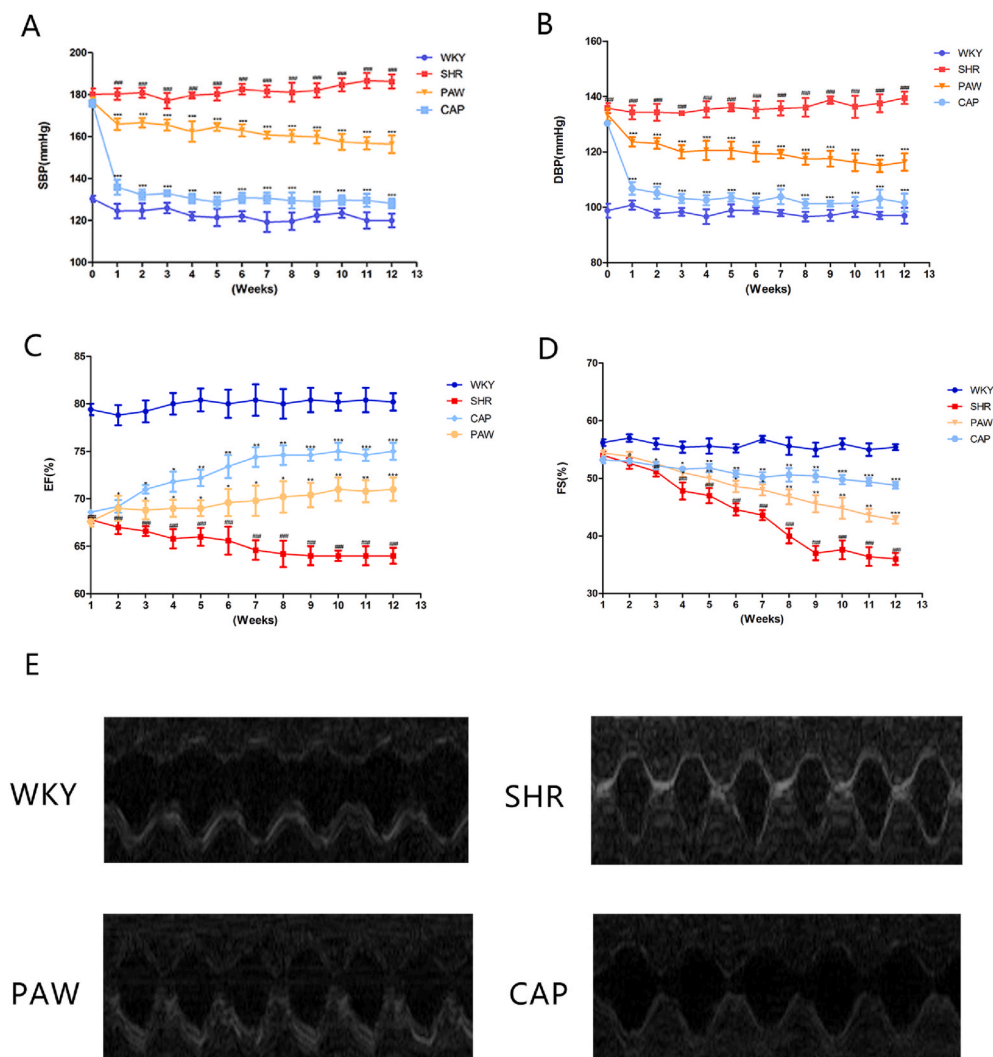 A
SBP(mmHg)
200
180
160
140
120
100
0 1 2 3 4 5 6 7 8 9 10 11 12 13
(Weeks)
WKY
SHR
PAW
CAP
### ### ### ### ### ### ### ### ### ### ### ###
*** *** *** *** *** *** *** *** *** *** *** ***
*** *** *** *** *** *** *** *** *** *** *** ***
B
DBP(mmHg)
160
140
120
100
80
0 1 2 3 4 5 6 7 8 9 10 11 12 13
(Weeks)
WKY
SHR
PAW
CAP
### ### ### ### ### ### ### ### ### ### ### ### ###
*** *** *** *** *** *** *** *** *** *** *** ***
*** *** *** *** *** *** *** *** *** *** *** ***
C
EF(%)
85
80
75
70
65
60
1 2 3 4 5 6 7 8 9 10 11 12 13
(Weeks)
WKY
SHR
CAP
PAW
* ** ** ** ** *** *** *** ***
* * * * * * * * ** ** ***
### ### ### ### ### ### ### ### ### ### ### ###
D
FS(%)
70
60
50
40
30
1 2 3 4 5 6 7 8 9 10 11 12 13
(Weeks)
WKY
SHR
PAW
CAP
* * ** ** ** ** ** *** *** ***
** ** ** ** ** ***
### ### ### ### ### ### ### ### ###
E
WKY
SHR
PAW
CAP